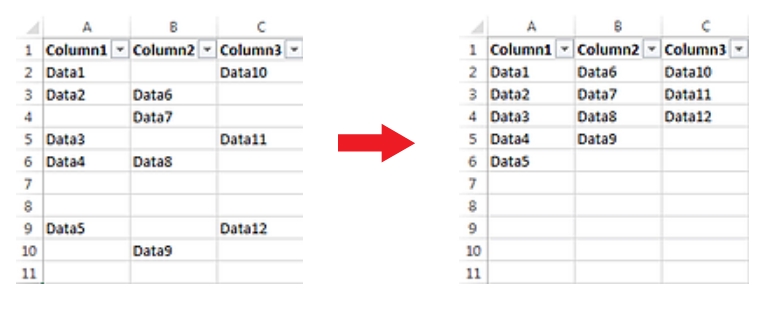 A B C
1 Column1 Column2 Column3
2 Data1 Data10
3 Data2 Data6
4 Data7
5 Data3 Data11
6 Data4 Data8
7
8
9 Data5 Data12
10 Data9
11
A B C
1 Column1 Column2 Column3
2 Data1 Data6 Data10
3 Data2 Data7 Data11
4 Data3 Data8 Data12
5 Data4 Data9
6 Data5
7
8
9
10
11